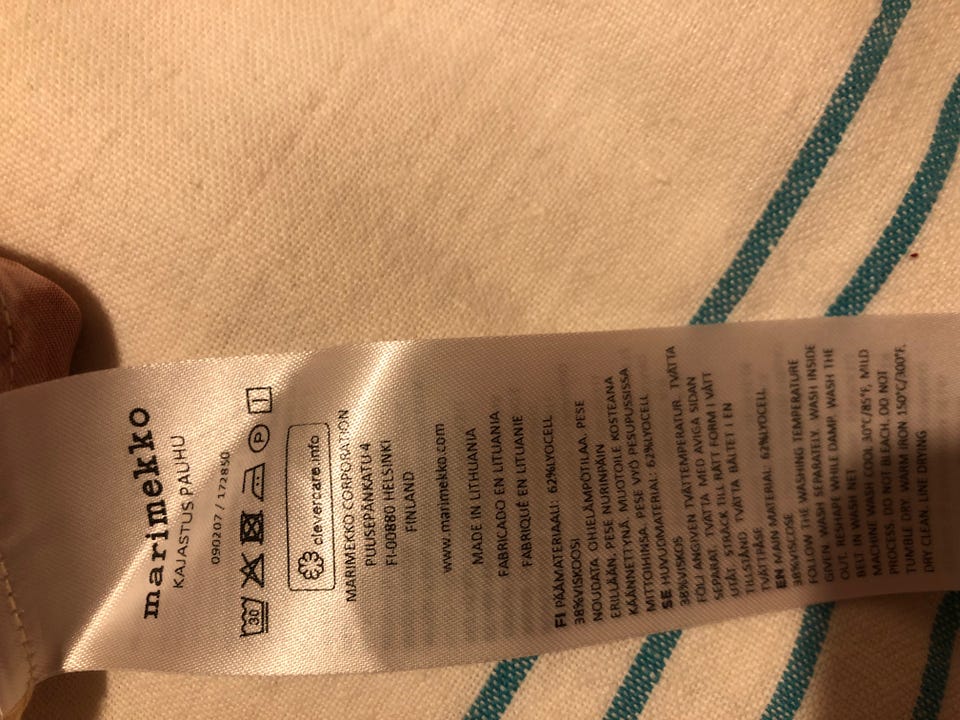 marimekko
KAJASTUS PAUHU
090207 / 172850
30 P
clevercare.info
MARIMEKKO CORPORATION
PUUSEPÄNKATU 4
FI-00880 HELSINKI
FINLAND
www.marimekko.com
MADE IN LITHUANIA
FABRICADO EN LITUANIA
FABRIQUÉ EN LITUANIE
FI PÄÄMATERIAALI: 62%LYOCELL
38%VISKOOSI
NOUDATA OHJELÄMPÖTILAA. PESE
ERILLÄÄN. PESE NURINPÄIN
KÄÄNNETTYNÄ. MUOTOILE KOSTEANA
MITTOIHINSA. PESE VYÖ PESUPUSSISSA
SE HUVUDMATERIAL: 62%LYOCELL
38%VISKOS
FÖLJ ANGIVEN TVÄTTEMPERATUR. TVÄTTA
SEPARAT. TVÄTTA MED AVIGA SIDAN
UTÅT. STRÄCK TILL RÄTT FORM I VÅTT
TILLSTÅND. TVÄTTA BÄLTET I EN
TVÄTTPÅSE
EN MAIN MATERIAL: 62%LYOCELL
38%VISCOSE
FOLLOW THE WASHING TEMPERATURE
GIVEN. WASH SEPARATELY. WASH INSIDE
OUT. RESHAPE WHILE DAMP. WASH THE
BELT IN WASH NET
MACHINE WASH COOL 30°C/85°F, MILD
PROCESS. DO NOT BLEACH. DO NOT
TUMBLE DRY. WARM IRON 150°C/300°F.
DRY CLEAN. LINE DRYING